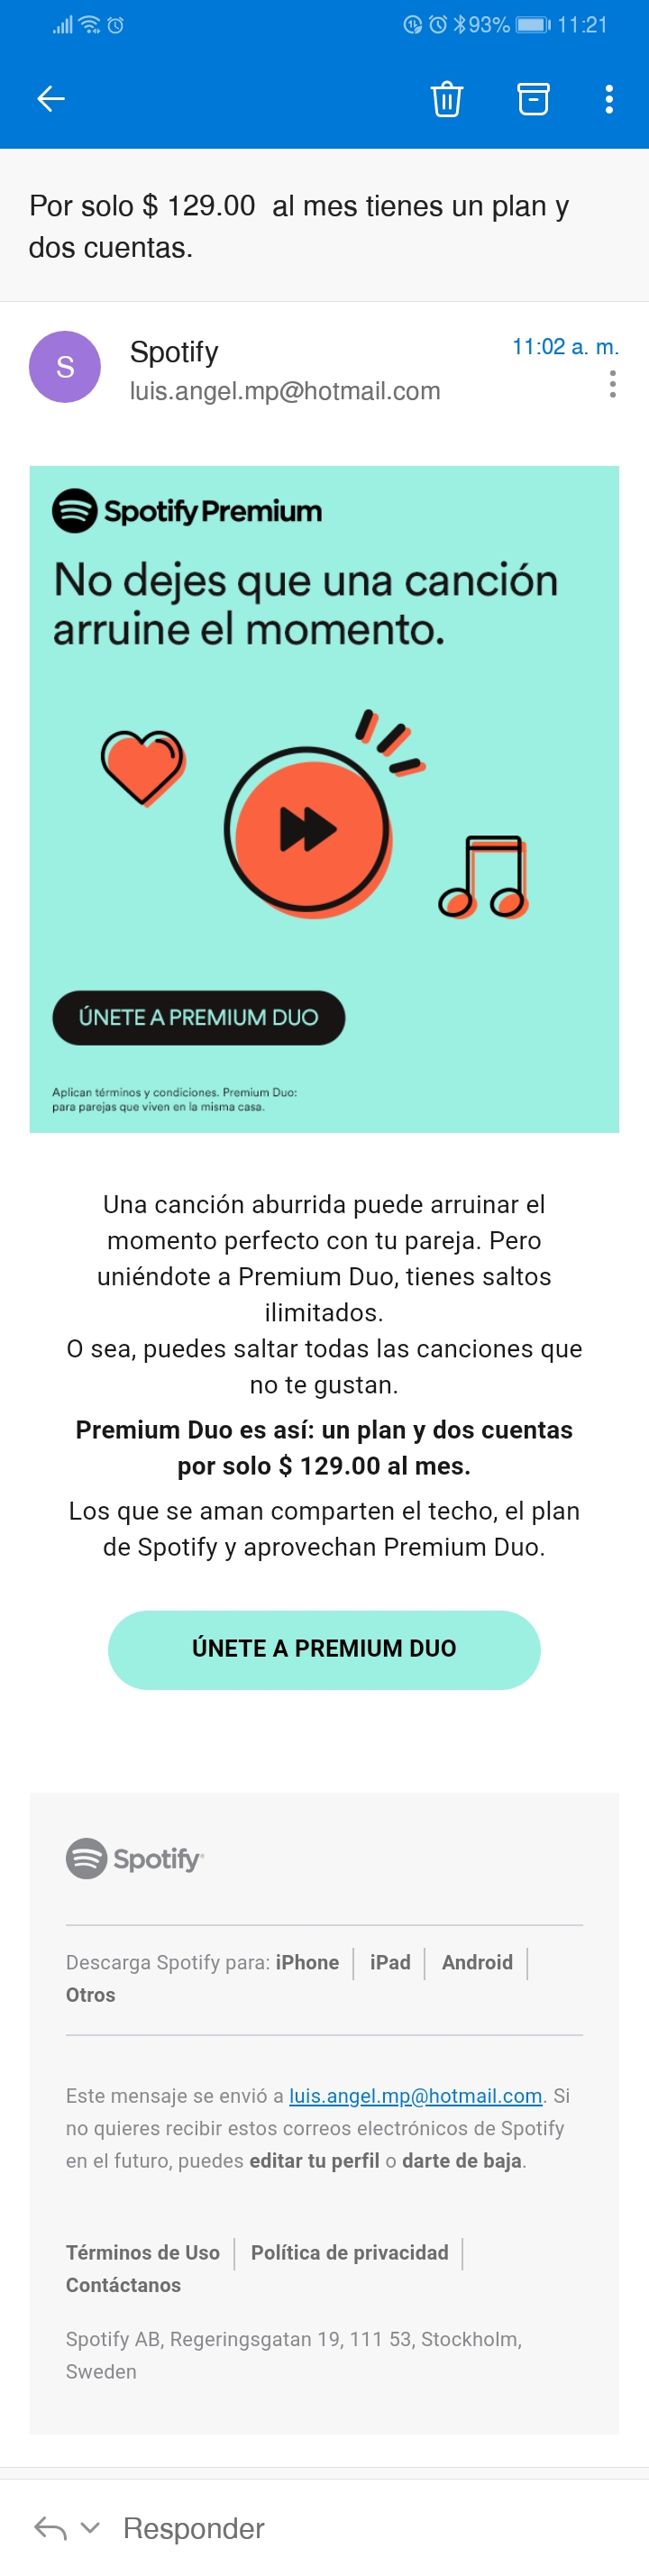 93% 11:21
Por solo $ 129.00 al mes tienes un plan y
dos cuentas.
S
Spotify
11:02 a. m.
luis.angel.mp@hotmail.com
Spotify Premium
No dejes que una canción
arruine el momento.
ÚNETE A PREMIUM DUO
Aplican términos y condiciones. Premium Duo:
para parejas que viven en la misma casa.
Una canción aburrida puede arruinar el
momento perfecto con tu pareja. Pero
uniéndote a Premium Duo, tienes saltos
ilimitados.
O sea, puedes saltar todas las canciones que
no te gustan.
Premium Duo es así: un plan y dos cuentas
por solo $ 129.00 al mes.
Los que se aman comparten el techo, el plan
de Spotify y aprovechan Premium Duo.
ÚNETE A PREMIUM DUO
Spotify
Descarga Spotify para: iPhone | iPad | Android |
Otros
Este mensaje se envió a luis.angel.mp@hotmail.com. Si
no quieres recibir estos correos electrónicos de Spotify
en el futuro, puedes editar tu perfil o darte de baja.
Términos de Uso | Política de privacidad |
Contáctanos
Spotify AB, Regeringsgatan 19, 111 53, Stockholm,
Sweden
Responder